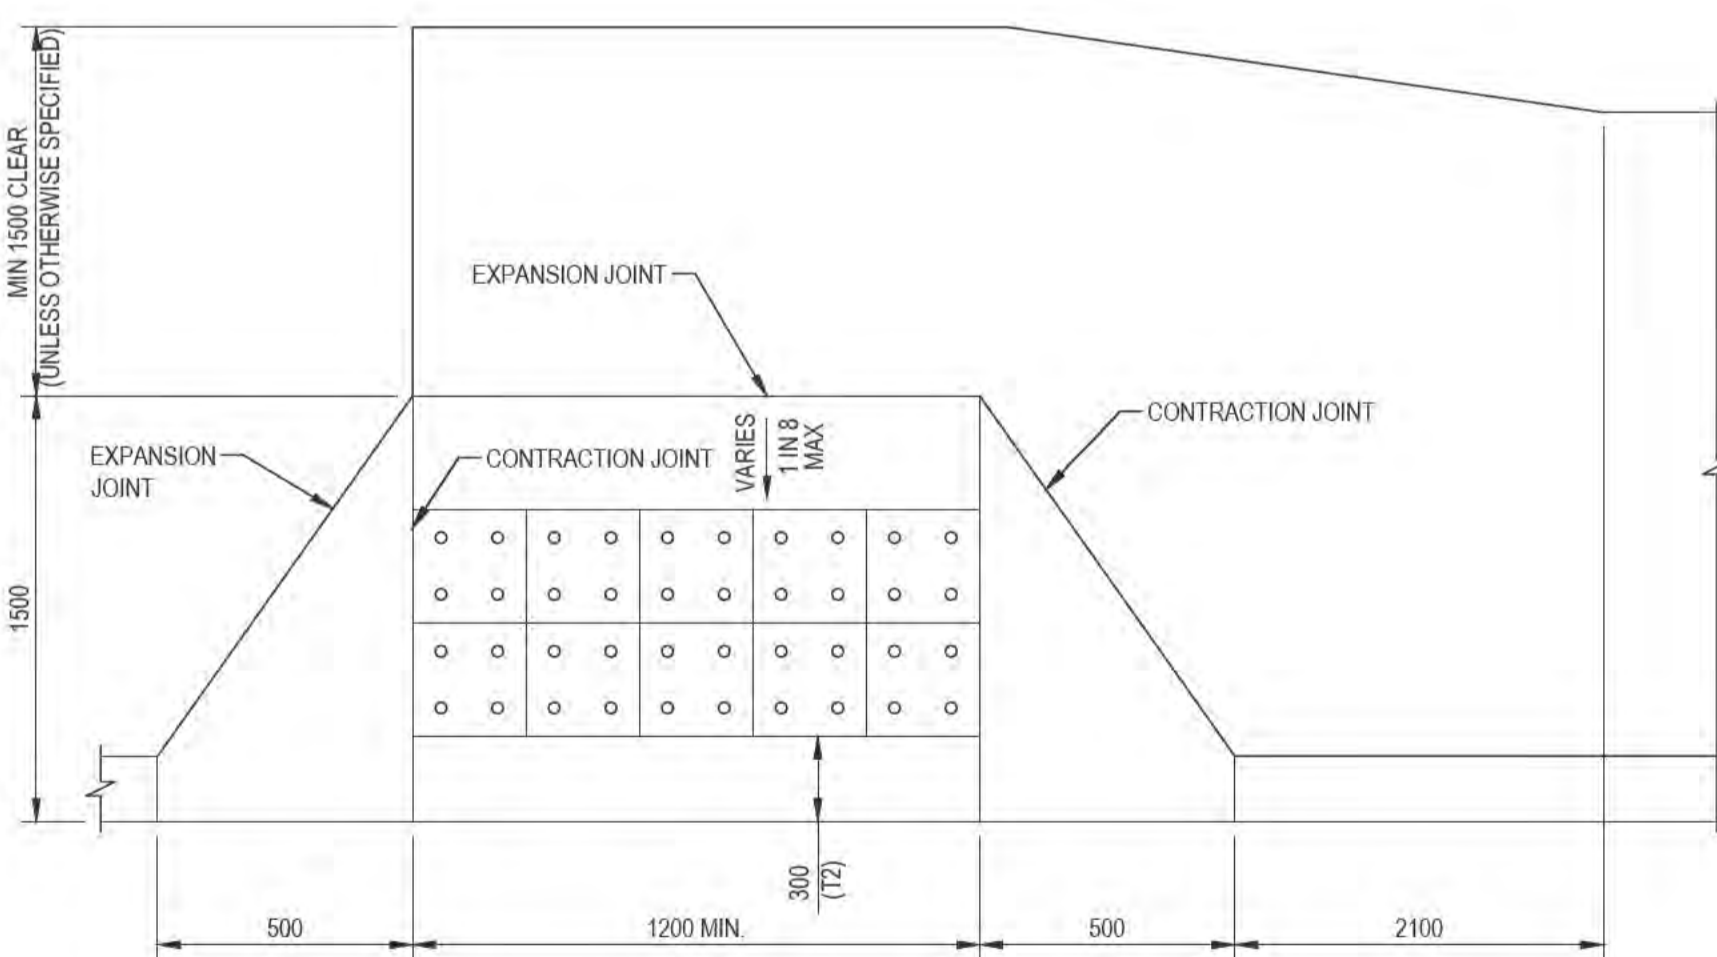 MIN 1500 CLEAR
(UNLESS OTHERWISE SPECIFIED)
EXPANSION JOINT
CONTRACTION JOINT
EXPANSION
JOINT
CONTRACTION JOINT
VARIES
1 IN 8
MAX
1500
300
(T2)
500
1200 MIN.
500
2100